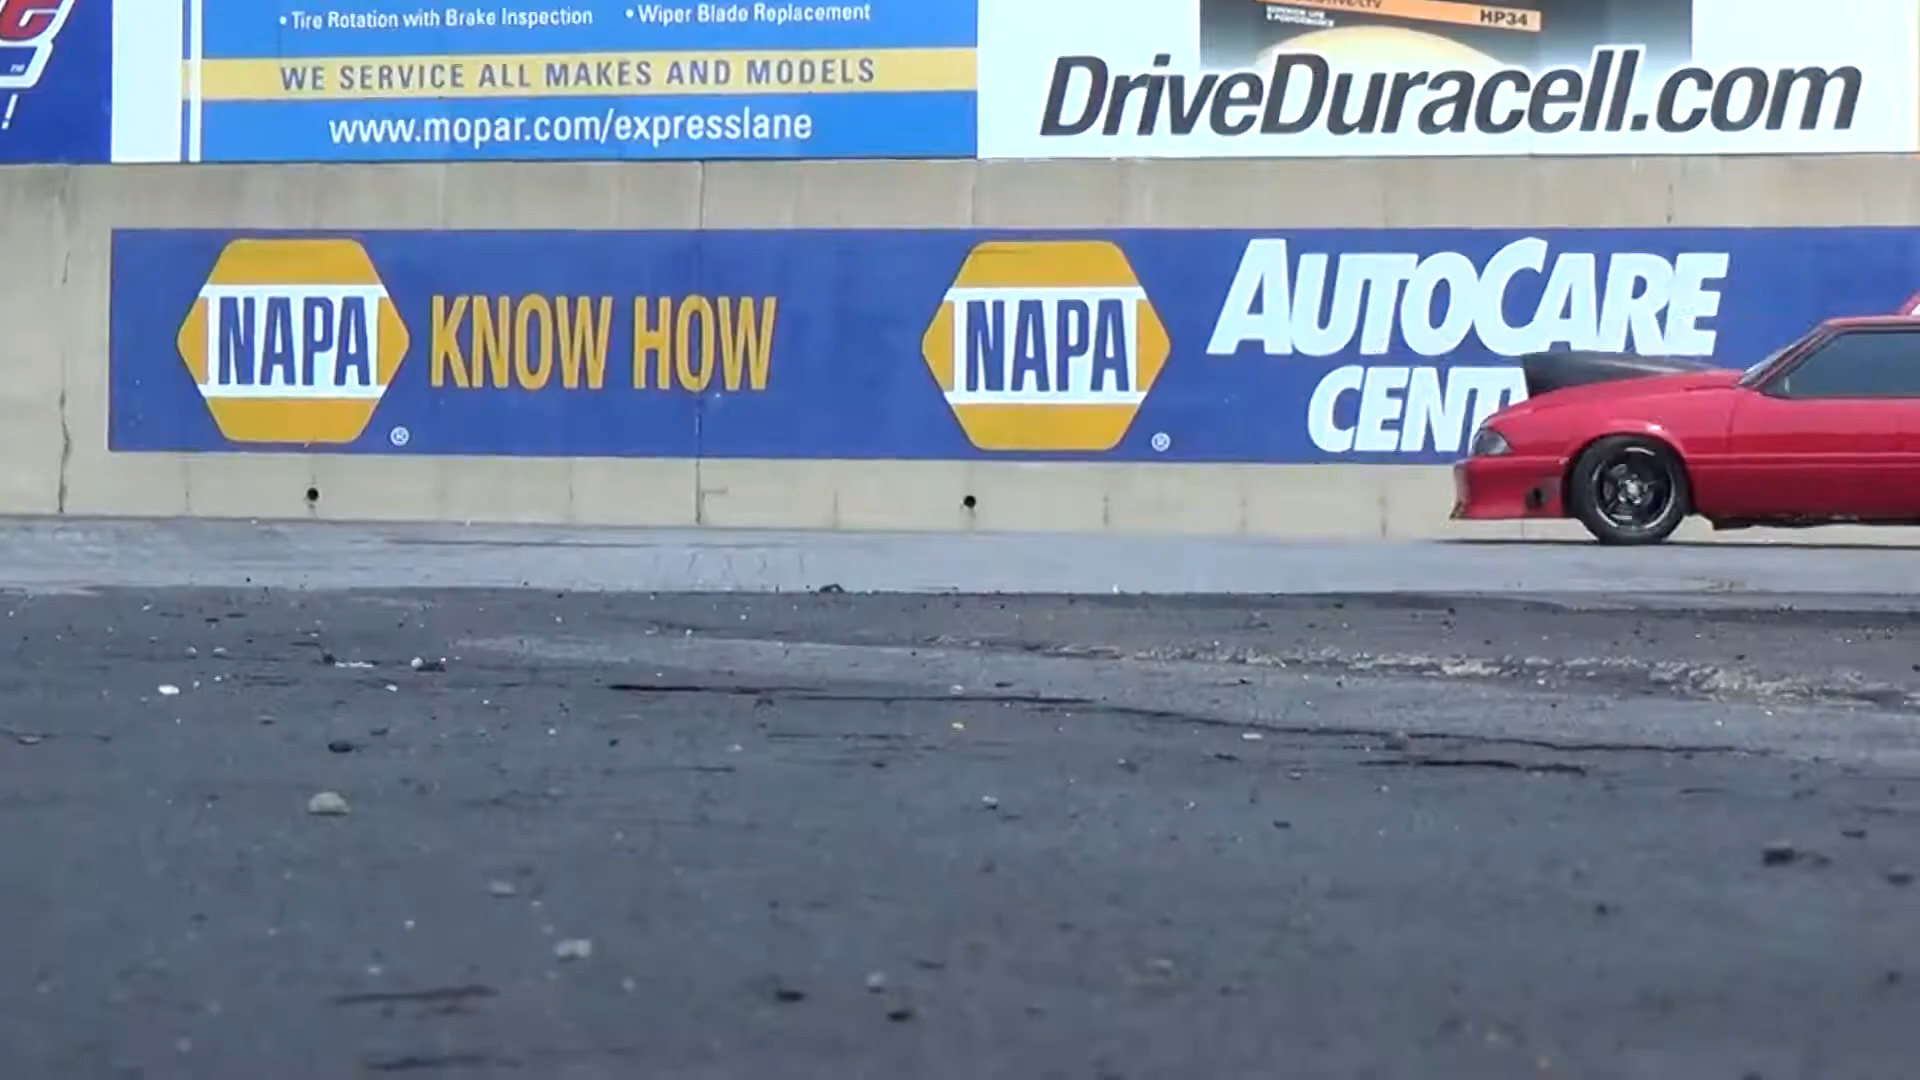 • Tire Rotation with Brake Inspection
• Wiper Blade Replacement
WE SERVICE ALL MAKES AND MODELS
www.mopar.com/expresslane
HP34
DriveDuracell.com
NAPA
KNOW HOW
NAPA
AUTOCARE
CENT